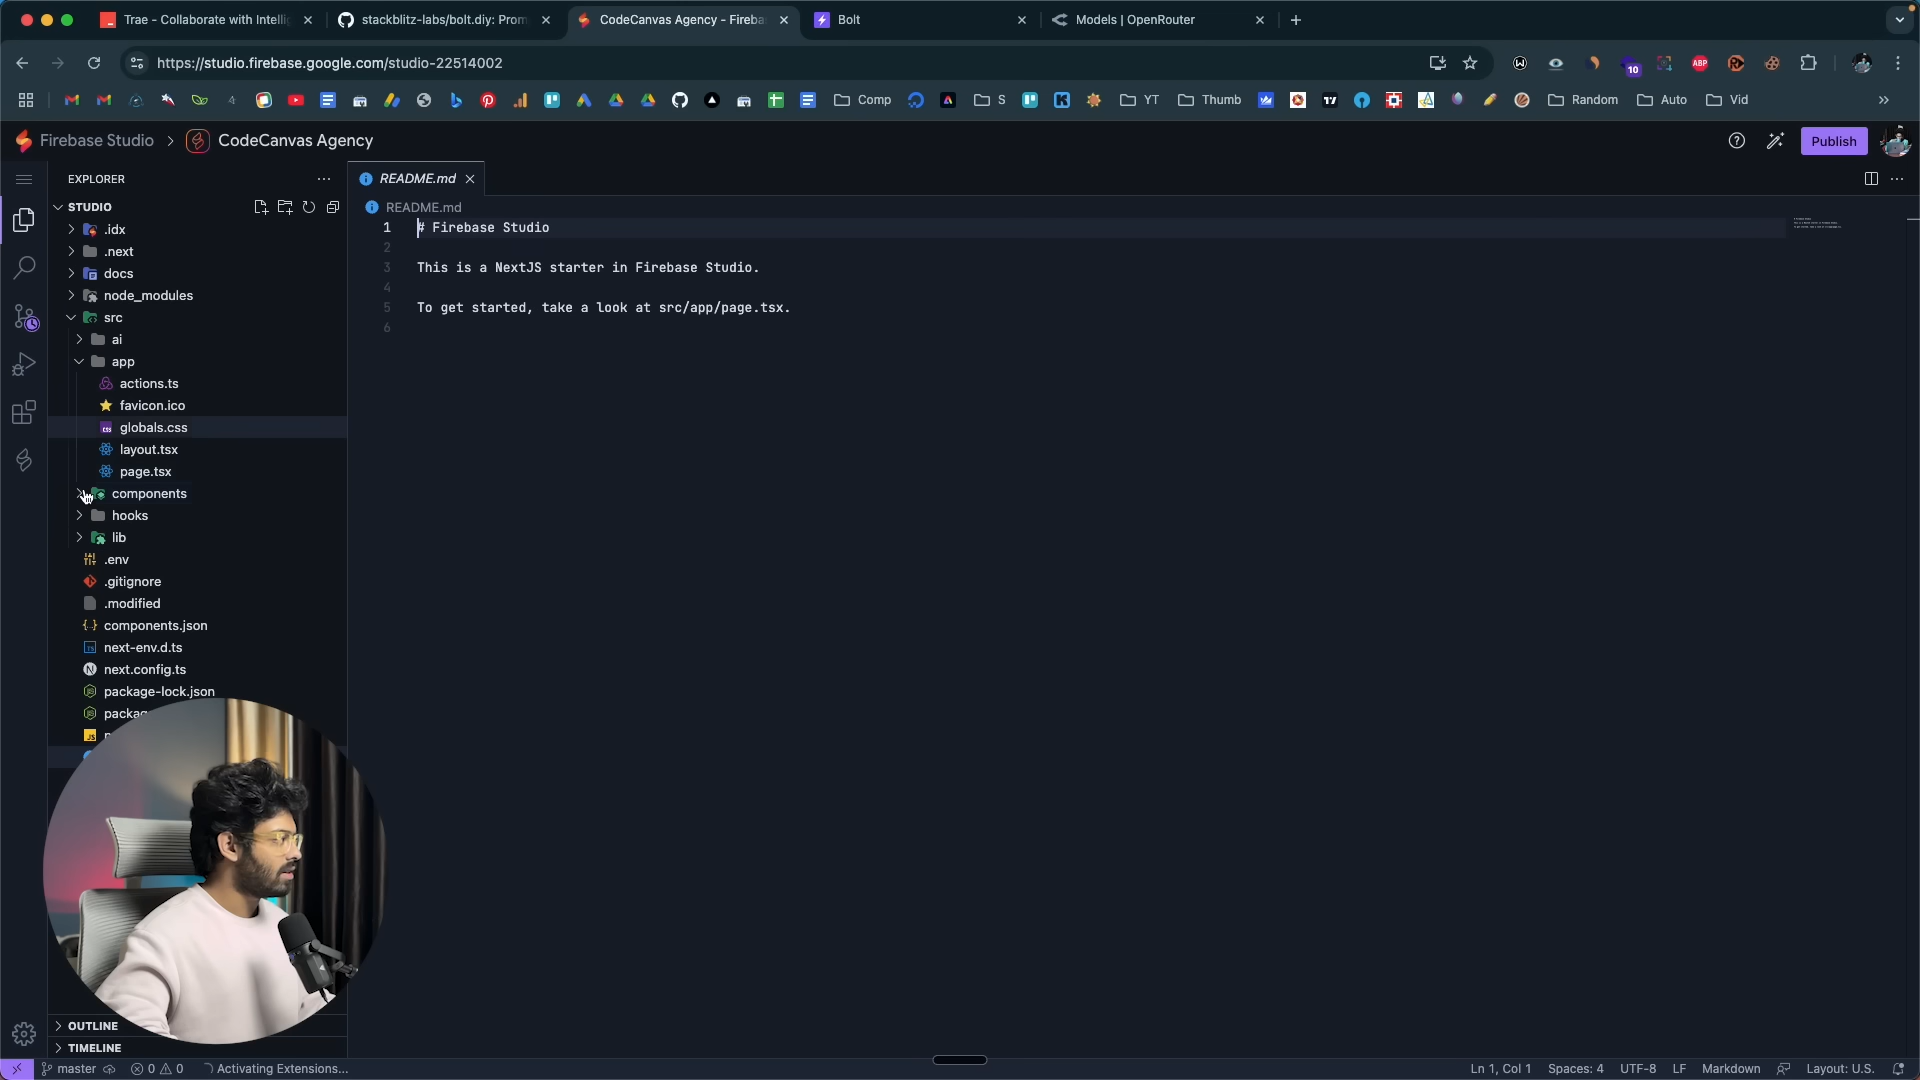 Trae - Collaborate with Intelli
stackblitz-labs/bolt.diy: Prom
CodeCanvas Agency - Fireba
Bolt
Models | OpenRouter
https://studio.firebase.google.com/studio-22514002
ABP
10
Comp
S
YT
Thumb
Random
Auto
Vid
Firebase Studio
CodeCanvas Agency
Publish
EXPLORER
README.md
STUDIO
README.md
.idx
.next
docs
node_modules
src
ai
app
actions.ts
favicon.ico
globals.css
layout.tsx
page.tsx
components
hooks
lib
.env
.gitignore
.modified
components.json
next-env.d.ts
next.config.ts
package-lock.json
packag
1 # Firebase Studio
2
3 This is a NextJS starter in Firebase Studio.
4
5 To get started, take a look at src/app/page.tsx.
6
OUTLINE
TIMELINE
master
0
0
Activating Extensions...
Ln 1, Col 1
Spaces: 4
UTF-8
LF
Markdown
Layout: U.S.